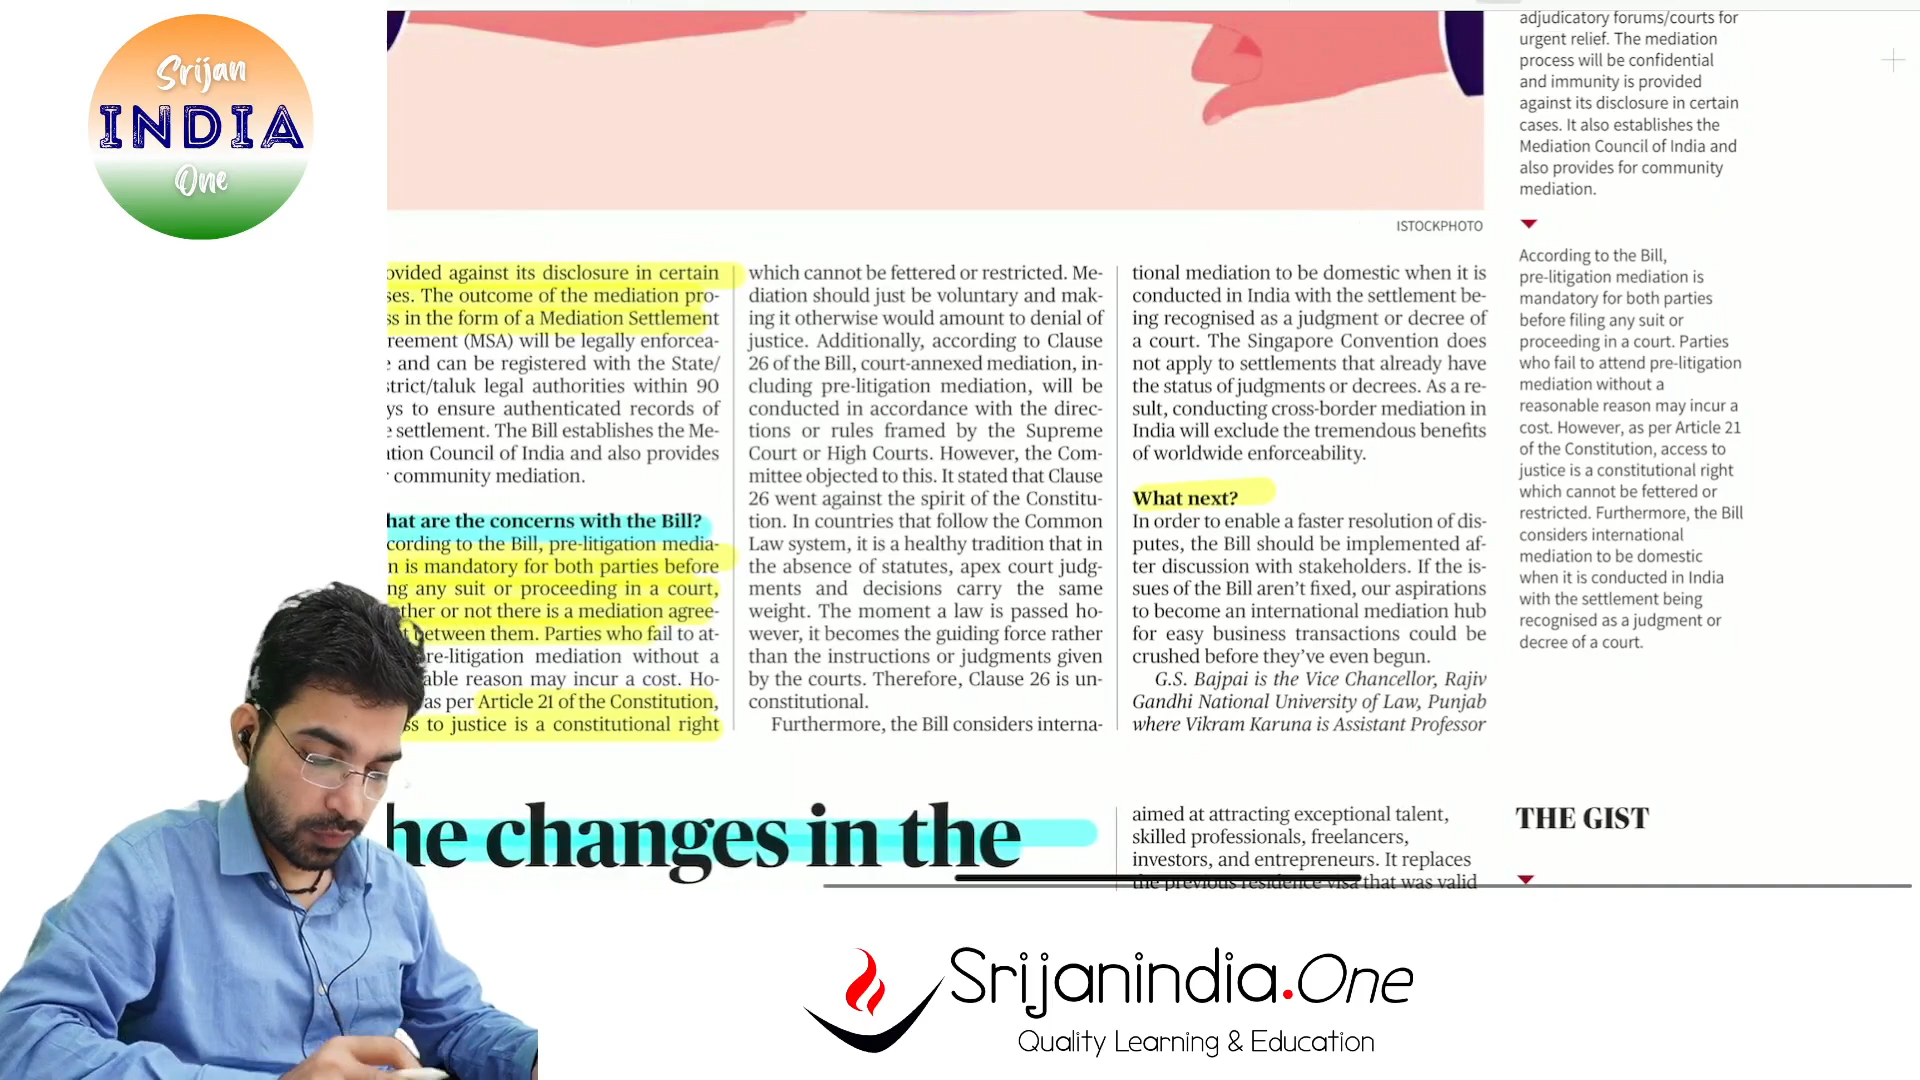 Srijan
INDIA
One
ISTOCKPHOTO
ovided against its disclosure in certain
ses. The outcome of the mediation pro-
ss in the form of a Mediation Settlement
reement (MSA) will be legally enforcea-
e and can be registered with the State/
strict/taluk legal authorities within 90
ys to ensure authenticated records of
e settlement. The Bill establishes the Me-
ation Council of India and also provides
r community mediation.
hat are the concerns with the Bill?
cording to the Bill, pre-litigation media-
n is mandatory for both parties before
ng any suit or proceeding in a court,
ther or not there is a mediation agree-
t between them. Parties who fail to at-
re-litigation mediation without a
able reason may incur a cost. Ho-
as per Article 21 of the Constitution,
ss to justice is a constitutional right
which cannot be fettered or restricted. Me-
diation should just be voluntary and mak-
ing it otherwise would amount to denial of
justice. Additionally, according to Clause
26 of the Bill, court-annexed mediation, in-
cluding pre-litigation mediation, will be
conducted in accordance with the direc-
tions or rules framed by the Supreme
Court or High Courts. However, the Com-
mittee objected to this. It stated that Clause
26 went against the spirit of the Constitu-
tion. In countries that follow the Common
Law system, it is a healthy tradition that in
the absence of statutes, apex court judg-
ments and decisions carry the same
weight. The moment a law is passed ho-
wever, it becomes the guiding force rather
than the instructions or judgments given
by the courts. Therefore, Clause 26 is un-
constitutional.
Furthermore, the Bill considers interna-
tional mediation to be domestic when it is
conducted in India with the settlement be-
ing recognised as a judgment or decree of
a court. The Singapore Convention does
not apply to settlements that already have
the status of judgments or decrees. As a re-
sult, conducting cross-border mediation in
India will exclude the tremendous benefits
of worldwide enforceability.
What next?
In order to enable a faster resolution of dis-
putes, the Bill should be implemented af-
ter discussion with stakeholders. If the is-
sues of the Bill aren't fixed, our aspirations
to become an international mediation hub
for easy business transactions could be
crushed before they've even begun.
G.S. Bajpai is the Vice Chancellor, Rajiv
Gandhi National University of Law, Punjab
where Vikram Karuna is Assistant Professor
adjudicatory forums/courts for
urgent relief. The mediation
process will be confidential
and immunity is provided
against its disclosure in certain
cases. It also establishes the
Mediation Council of India and
also provides for community
mediation.
According to the Bill,
pre-litigation mediation is
mandatory for both parties
before filing any suit or
proceeding in a court. Parties
who fail to attend pre-litigation
mediation without a
reasonable reason may incur a
cost. However, as per Article 21
of the Constitution, access to
justice is a constitutional right
which cannot be fettered or
restricted. Furthermore, the Bill
considers international
mediation to be domestic
when it is conducted in India
with the settlement being
recognised as a judgment or
decree of a court.
he changes in the
aimed at attracting exceptional talent,
skilled professionals, freelancers,
investors, and entrepreneurs. It replaces
the previous residence visa that was valid
THE GIST
Srijanindia.One
Quality Learning & Education